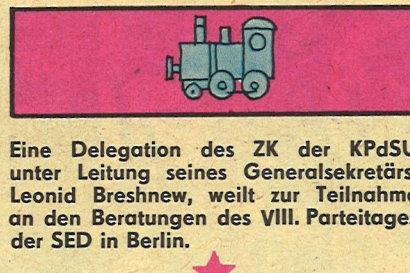 Eine Delegation des ZK der KPdSU
unter Leitung seines Generalsekretärs
Leonid Breshnew, weilt zur Teilnahme
an den Beratungen des VIII. Parteitages
der SED in Berlin.